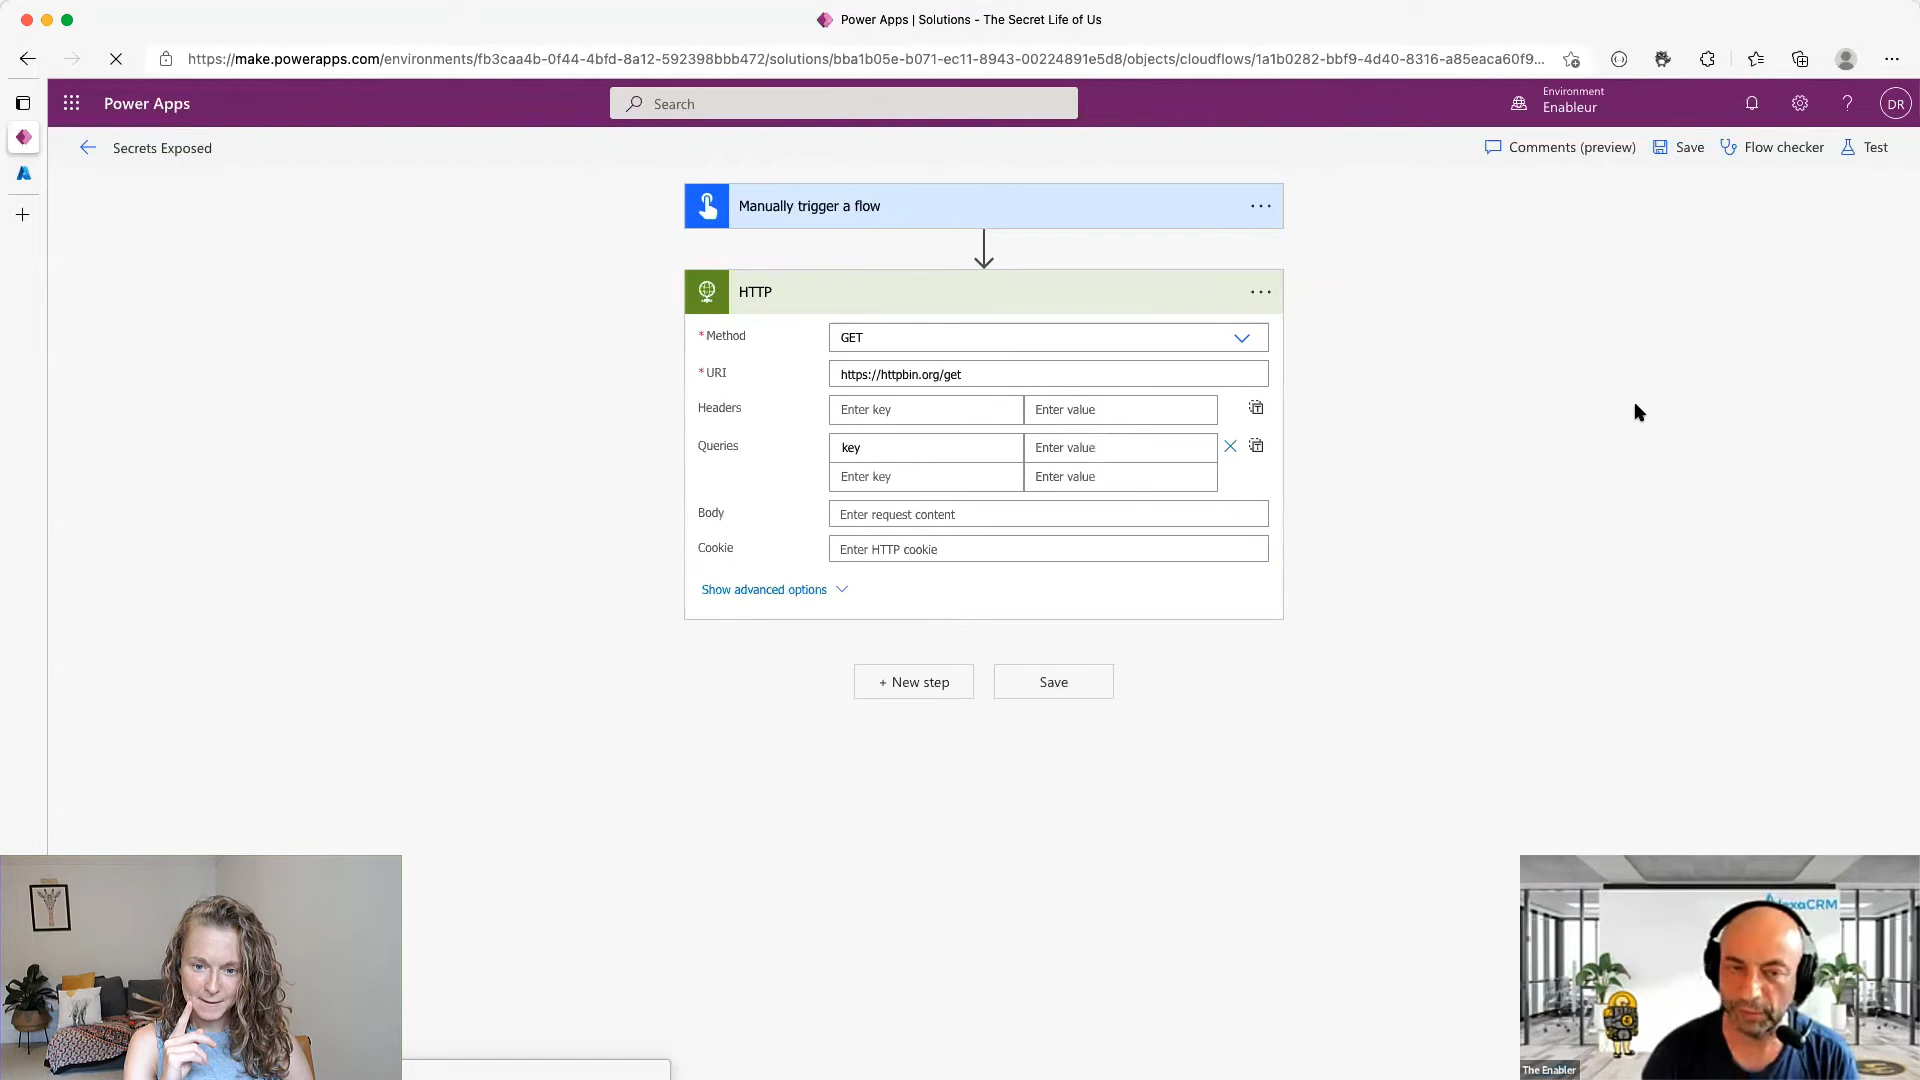 Power Apps | Solutions - The Secret Life of Us
https://make.powerapps.com/environments/fb3caa4b-0f44-4bfd-8a12-592398bbb472/solutions/bba1b05e-b071-ec11-8943-00224891e5d8/objects/cloudflows/1a1b0282-bbf9-4d40-8316-a85eaca60f9...
Power Apps
Search
Environment
Enableur
DR
Secrets Exposed
Comments (preview)
Save
Flow checker
Test
Manually trigger a flow
HTTP
* Method
GET
* URI
https://httpbin.org/get
Headers
Enter key
Enter value
Queries
key
Enter value
Enter key
Enter value
Body
Enter request content
Cookie
Enter HTTP cookie
Show advanced options
+ New step
Save
The Enabler